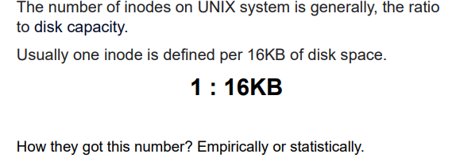 The number of inodes on UNIX system is generally, the ratio
to disk capacity.
Usually one inode is defined per 16KB of disk space.
1 : 16KB
How they got this number? Empirically or statistically.